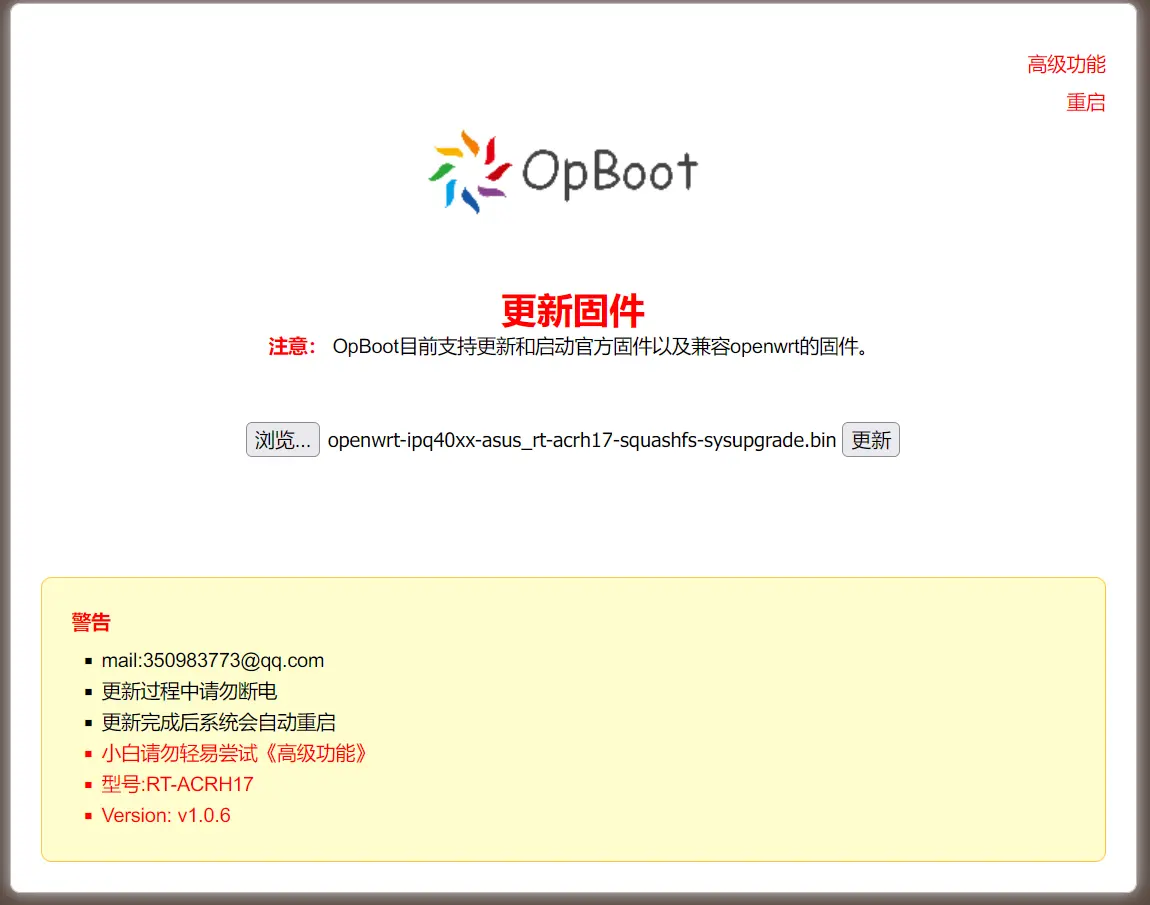 高级功能
重启
OpBoot
更新固件
注意： OpBoot目前支持更新和启动官方固件以及兼容openwrt的固件。
浏览... openwrt-ipq40xx-asus_rt-acrh17-squashfs-sysupgrade.bin 更新
警告
mail:350983773@qq.com
更新过程中请勿断电
更新完成后系统会自动重启
小白请勿轻易尝试《高级功能》
型号:RT-ACRH17
Version: v1.0.6